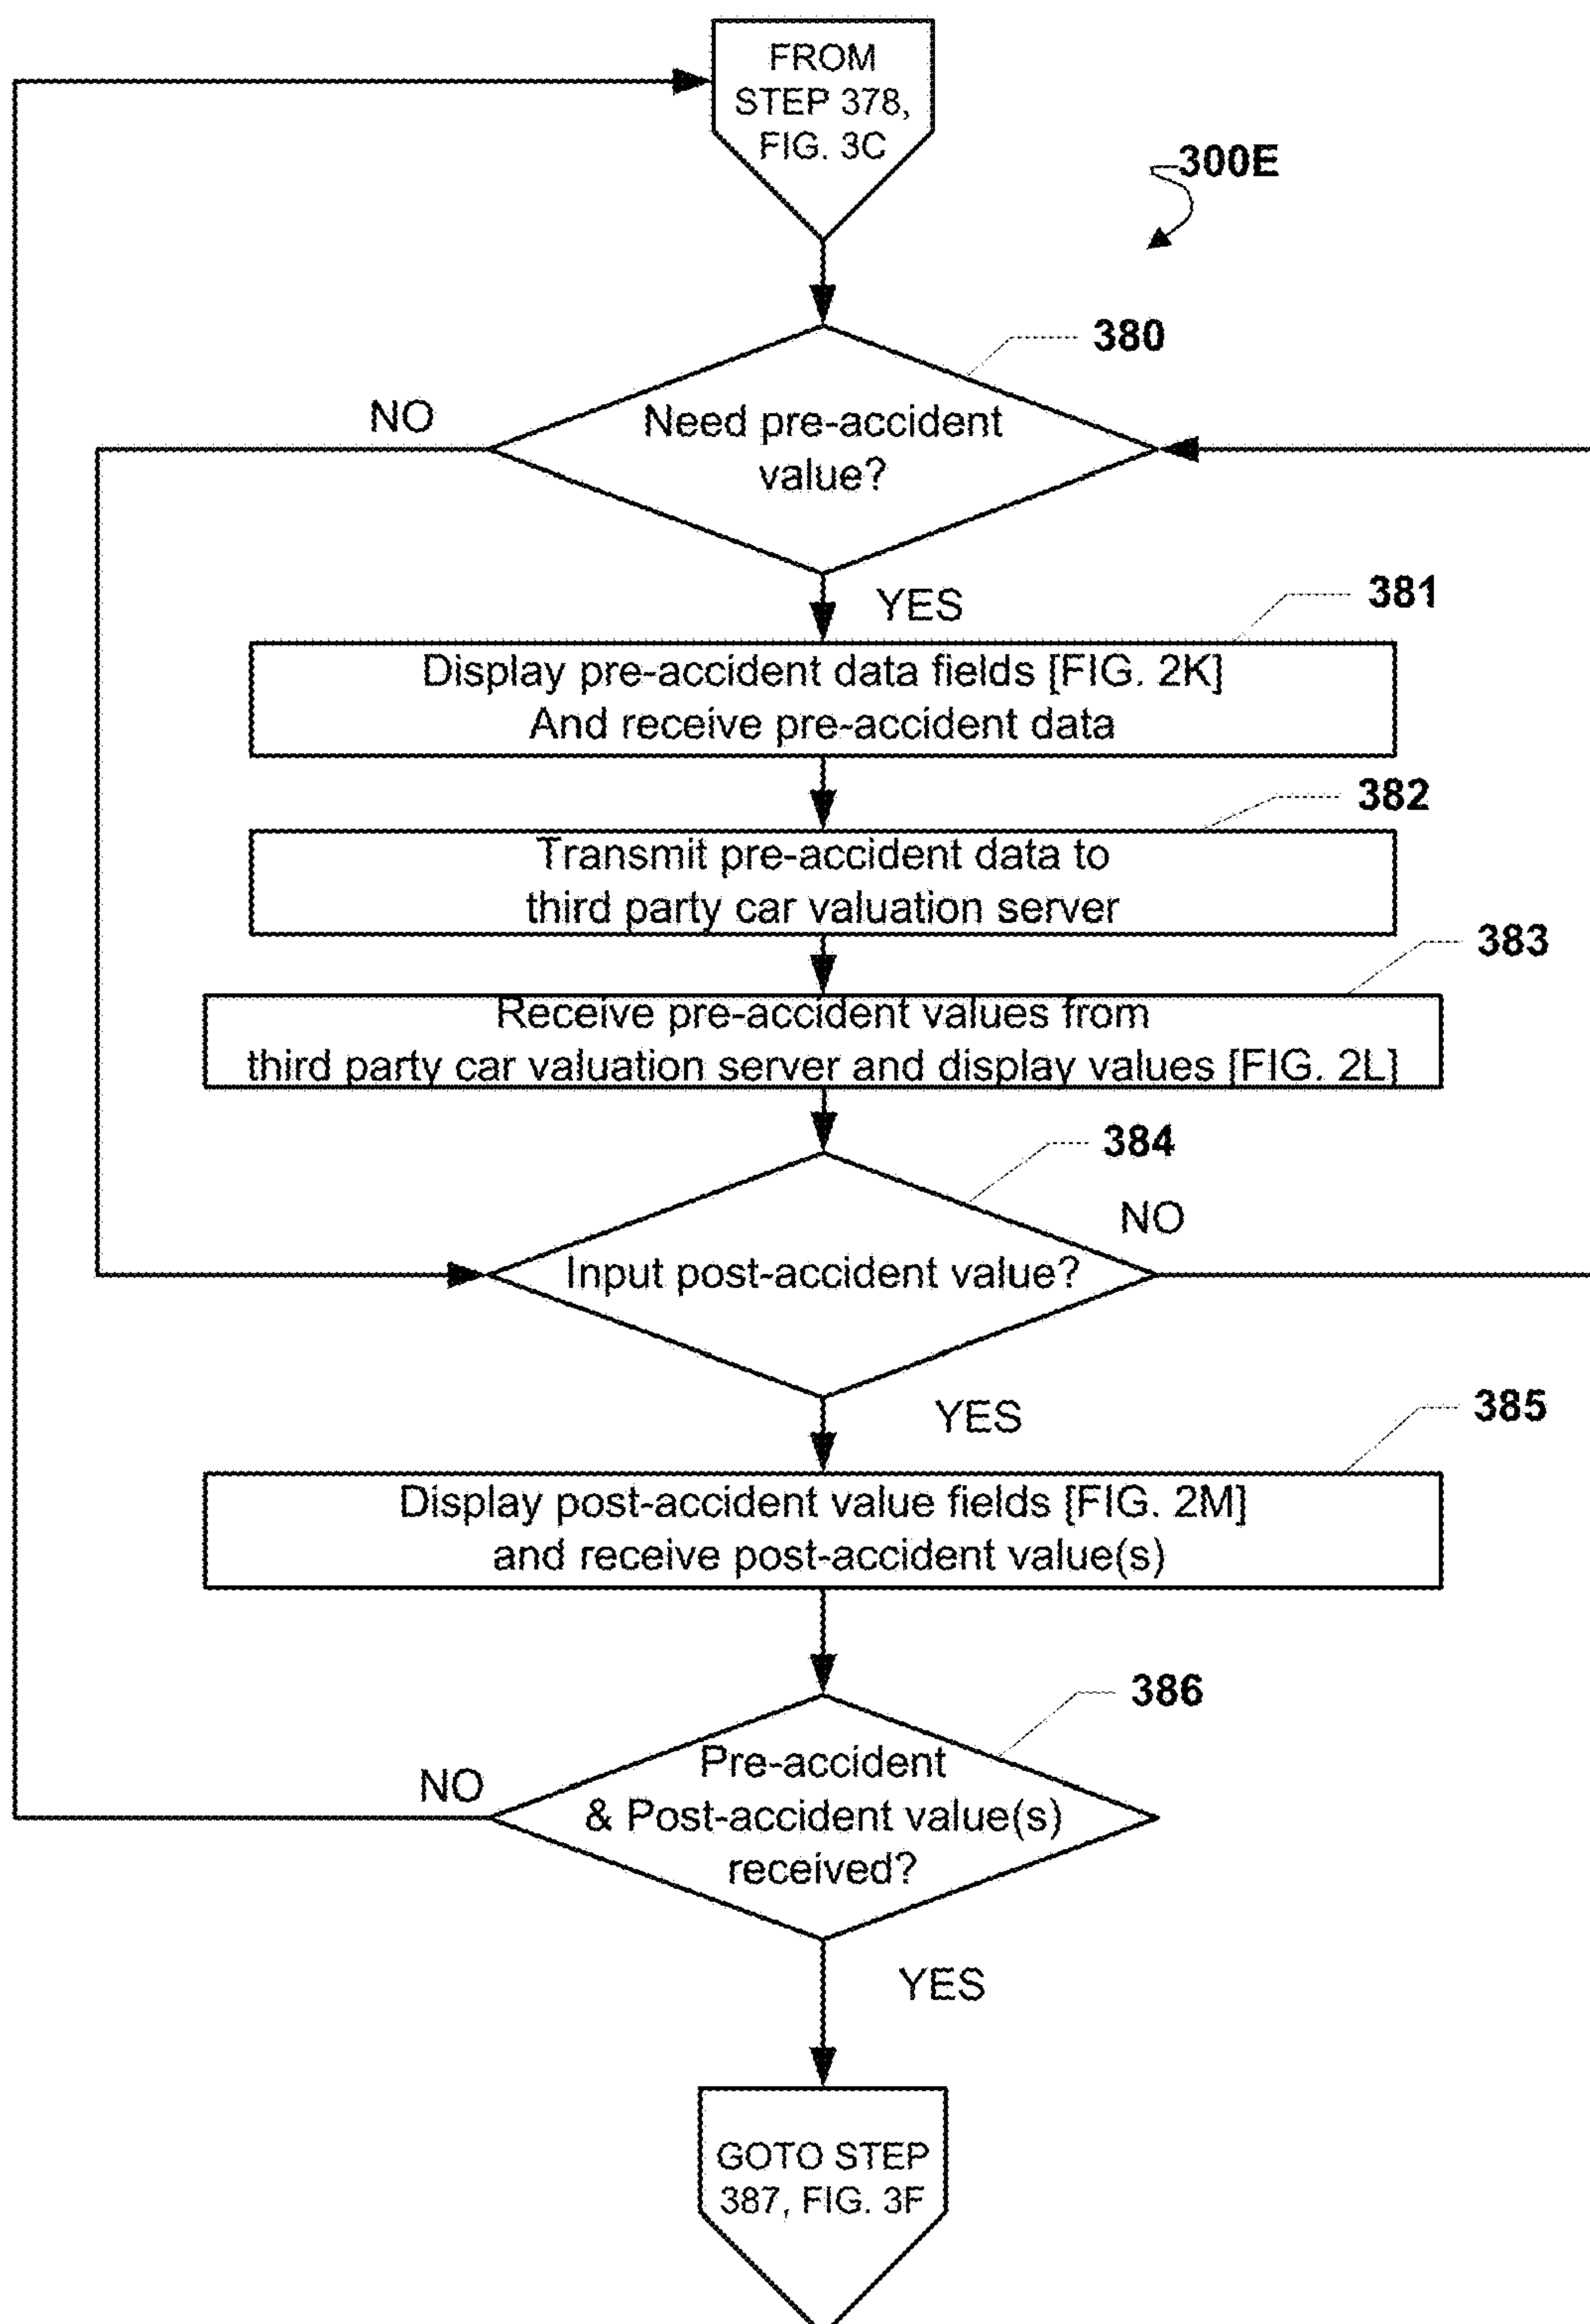 FROM
STEP 378,
FIG. 3C
300E
380
NO
Need pre-accident
value?
YES
381
Display pre-accident data fields [FIG. 2K]
And receive pre-accident data
382
Transmit pre-accident data to
third party car valuation server
383
Receive pre-accident values from
third party car valuation server and display values [FIG. 2L]
384
NO
Input post-accident value?
YES
385
Display post-accident value fields [FIG. 2M]
and receive post-accident value(s)
386
NO
Pre-accident
& Post-accident value(s)
received?
YES
GOTO STEP
387, FIG. 3F